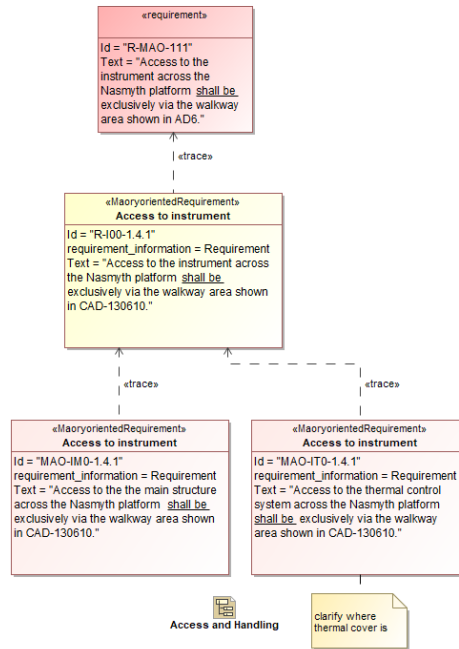 «requirement»
Id = "R-MAO-111"
Text = "Access to the
instrument across the
Nasmyth platform shall be
exclusively via the walkway
area shown in AD6."
«trace»
«MaoryorientedRequirement»
Access to instrument
Id = "R-I00-1.4.1"
requirement_information = Requirement
Text = "Access to the instrument across
the Nasmyth platform shall be
exclusively via the walkway area shown
in CAD-130610."
«trace»
«trace»
«MaoryorientedRequirement»
Access to instrument
Id = "MAO-IM0-1.4.1"
requirement_information = Requirement
Text = "Access to the the main structure
across the Nasmyth platform shall be
exclusively via the walkway area shown
in CAD-130610."
«MaoryorientedRequirement»
Access to instrument
Id = "MAO-IT0-1.4.1"
requirement_information = Requirement
Text = "Access to the thermal control
system across the Nasmyth platform
shall be exclusively via the walkway
area shown in CAD-130610."
Access and Handling
clarify where
thermal cover is